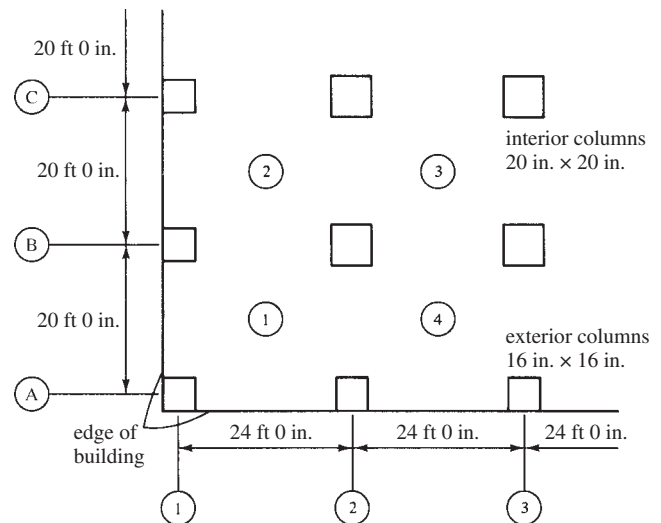 20 ft 0 in.
C
interior columns
20 in. × 20 in.
20 ft 0 in.
2
3
B
20 ft 0 in.
1
4
exterior columns
16 in. × 16 in.
A
edge of
building
24 ft 0 in.
24 ft 0 in.
24 ft 0 in.
1
2
3